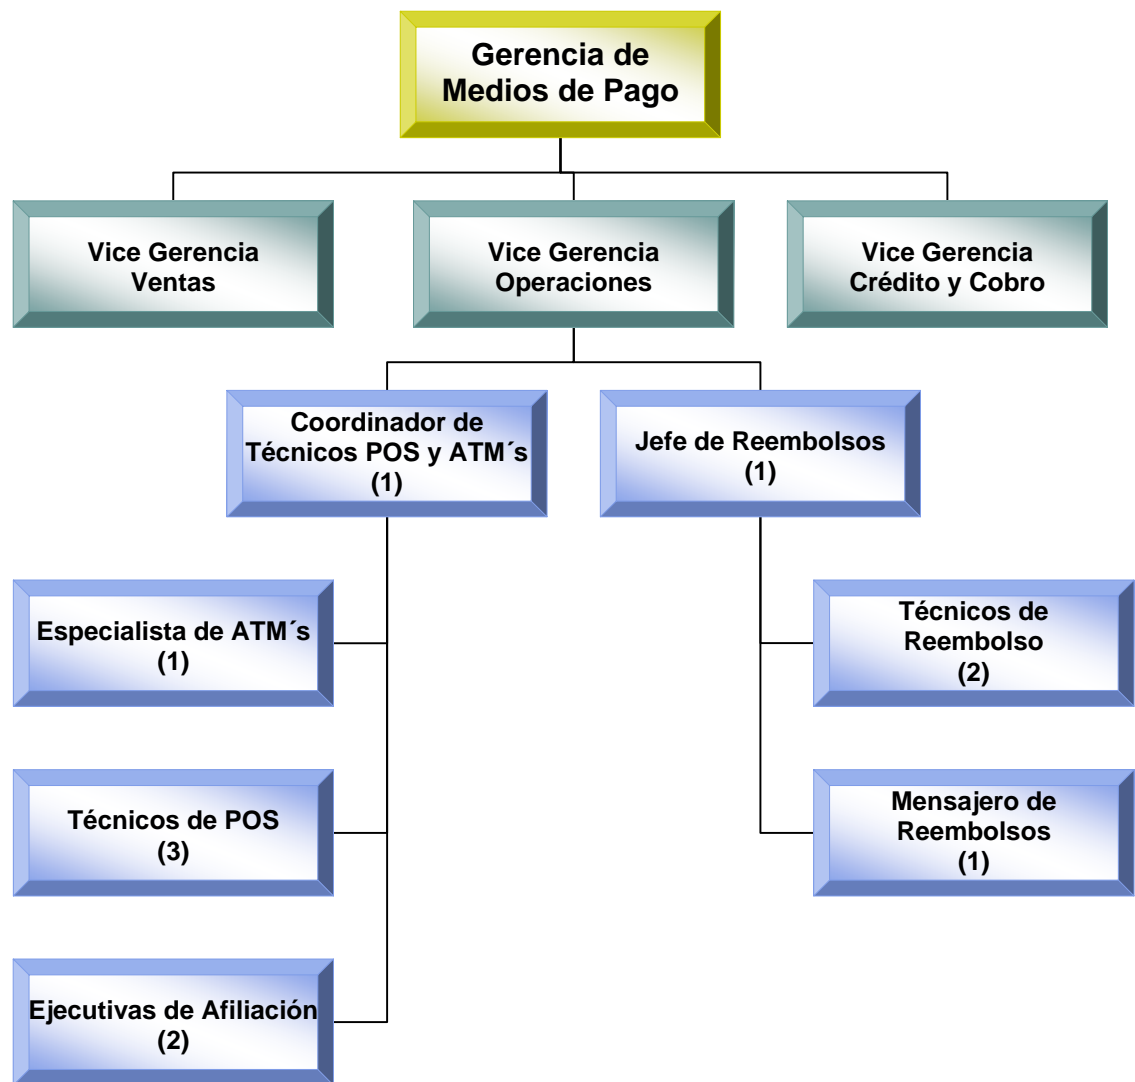 Gerencia de
Medios de Pago
Vice Gerencia
Ventas
Vice Gerencia
Operaciones
Vice Gerencia
Crédito y Cobro
Coordinador de
Técnicos POS y ATM´s
(1)
Jefe de Reembolsos
(1)
Especialista de ATM´s
(1)
Técnicos de
Reembolso
(2)
Técnicos de POS
(3)
Mensajero de
Reembolsos
(1)
Ejecutivas de Afiliación
(2)